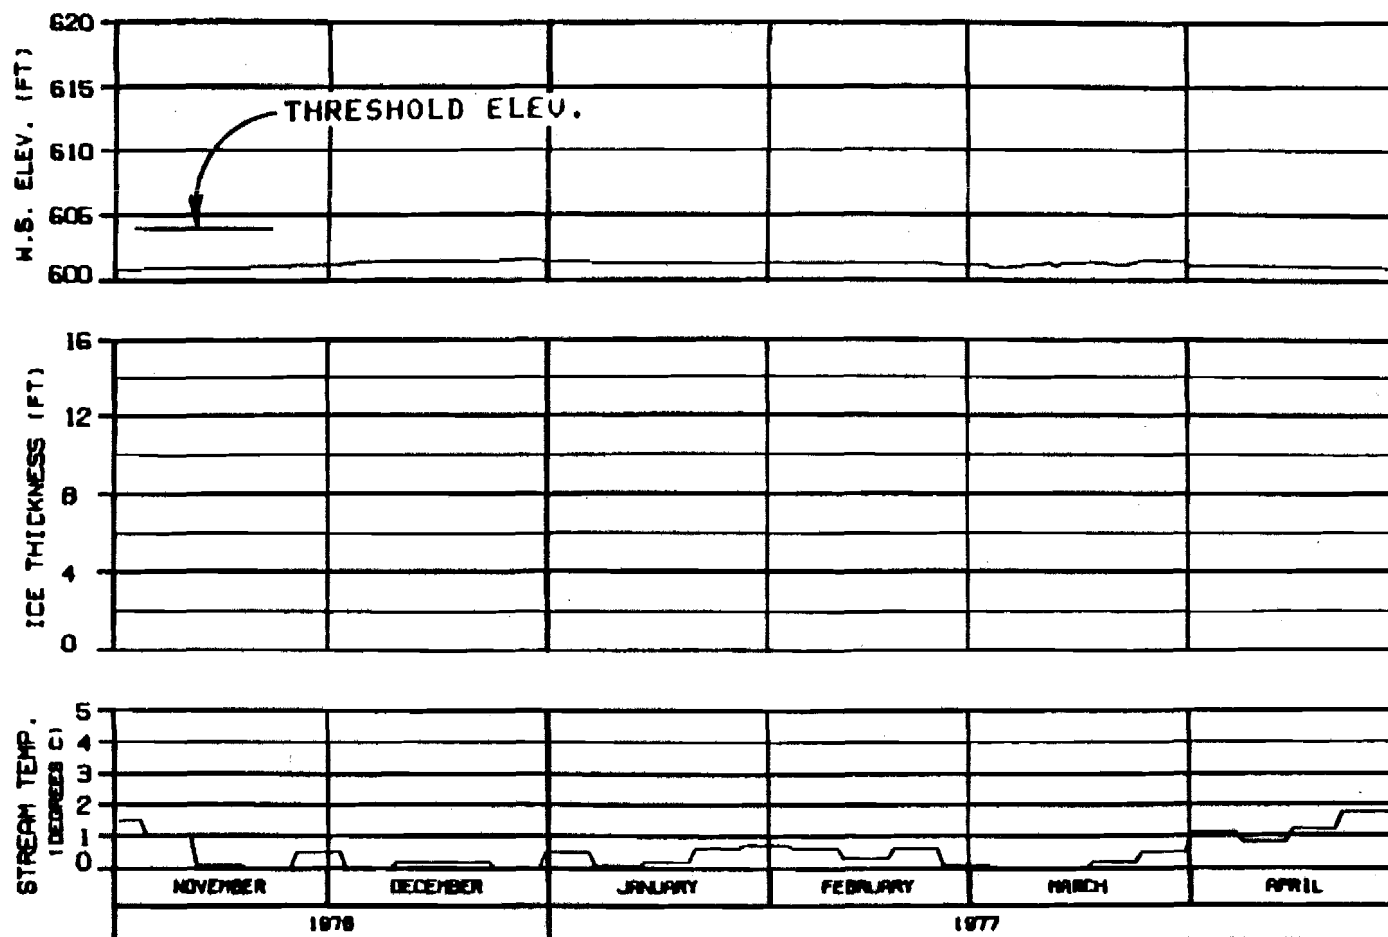 620
615
610
605
600
W.S. ELEV. (FT)
THRESHOLD ELEV.
16
12
8
4
0
ICE THICKNESS (FT)
5
4
3
2
1
0
STREAM TEMP.
(DEGREES C)
NOVEMBER DECEMBER JANUARY FEBRUARY MARCH APRIL
1976 1977